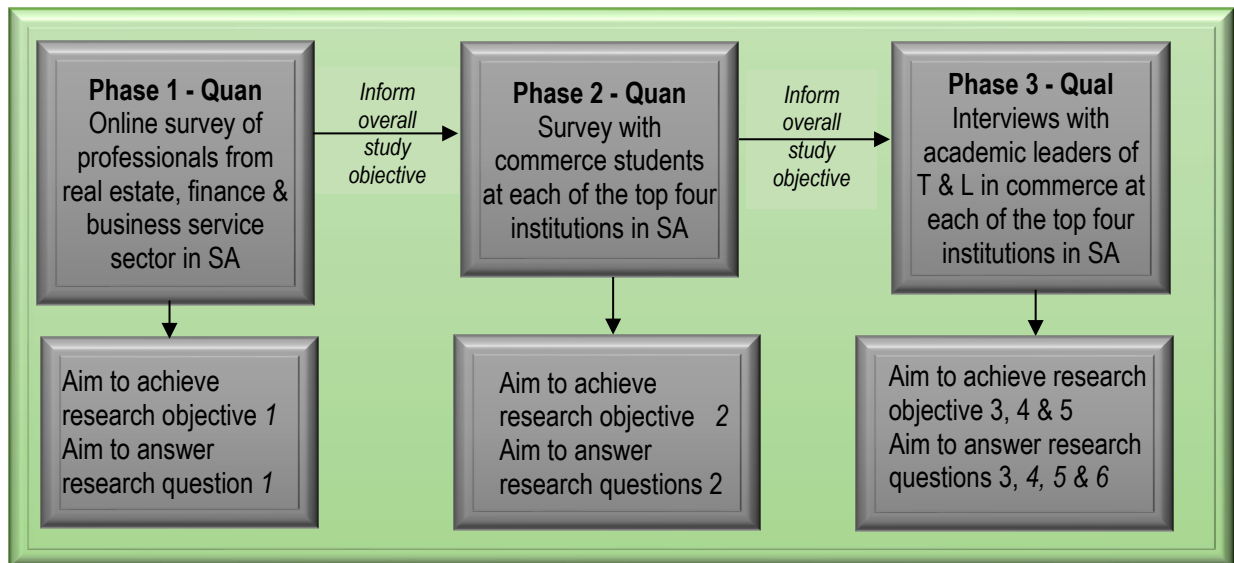 Phase 1 - Quan
Online survey of
professionals from
real estate, finance &
business service
sector in SA
Inform
overall
study
objective
Phase 2 - Quan
Survey with
commerce students
at each of the top four
institutions in SA
Inform
overall
study
objective
Phase 3 - Qual
Interviews with
academic leaders of
T & L in commerce at
each of the top four
institutions in SA
Aim to achieve
research objective 1
Aim to answer
research question 1
Aim to achieve
research objective 2
Aim to answer
research questions 2
Aim to achieve research
objective 3, 4 & 5
Aim to answer research
questions 3, 4, 5 & 6